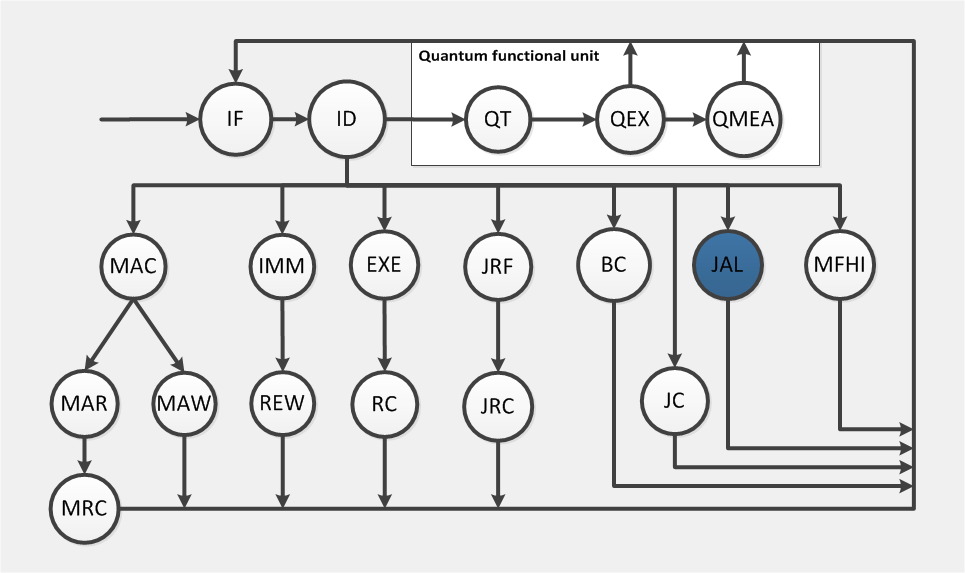 Quantum functional unit
IF
ID
QT
QEX
QMEA
MAC
IMM
EXE
JRF
BC
JAL
MFHI
MAR
MAW
REW
RC
JRC
JC
MRC